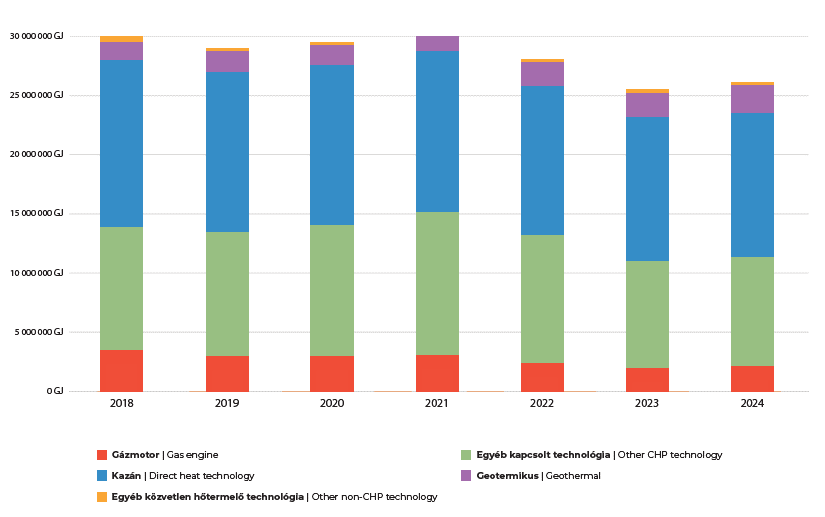 30 000 000 GJ
25 000 000 GJ
20 000 000 GJ
15 000 000 GJ
10 000 000 GJ
5 000 000 GJ
0 GJ
2018 2019 2020 2021 2022 2023 2024
Gázmotor | Gas engine
Egyéb kapcsolt technológia | Other CHP technology
Kazán | Direct heat technology
Geotermikus | Geothermal
Egyéb közvetlen hőtermelő technológia | Other non-CHP technology